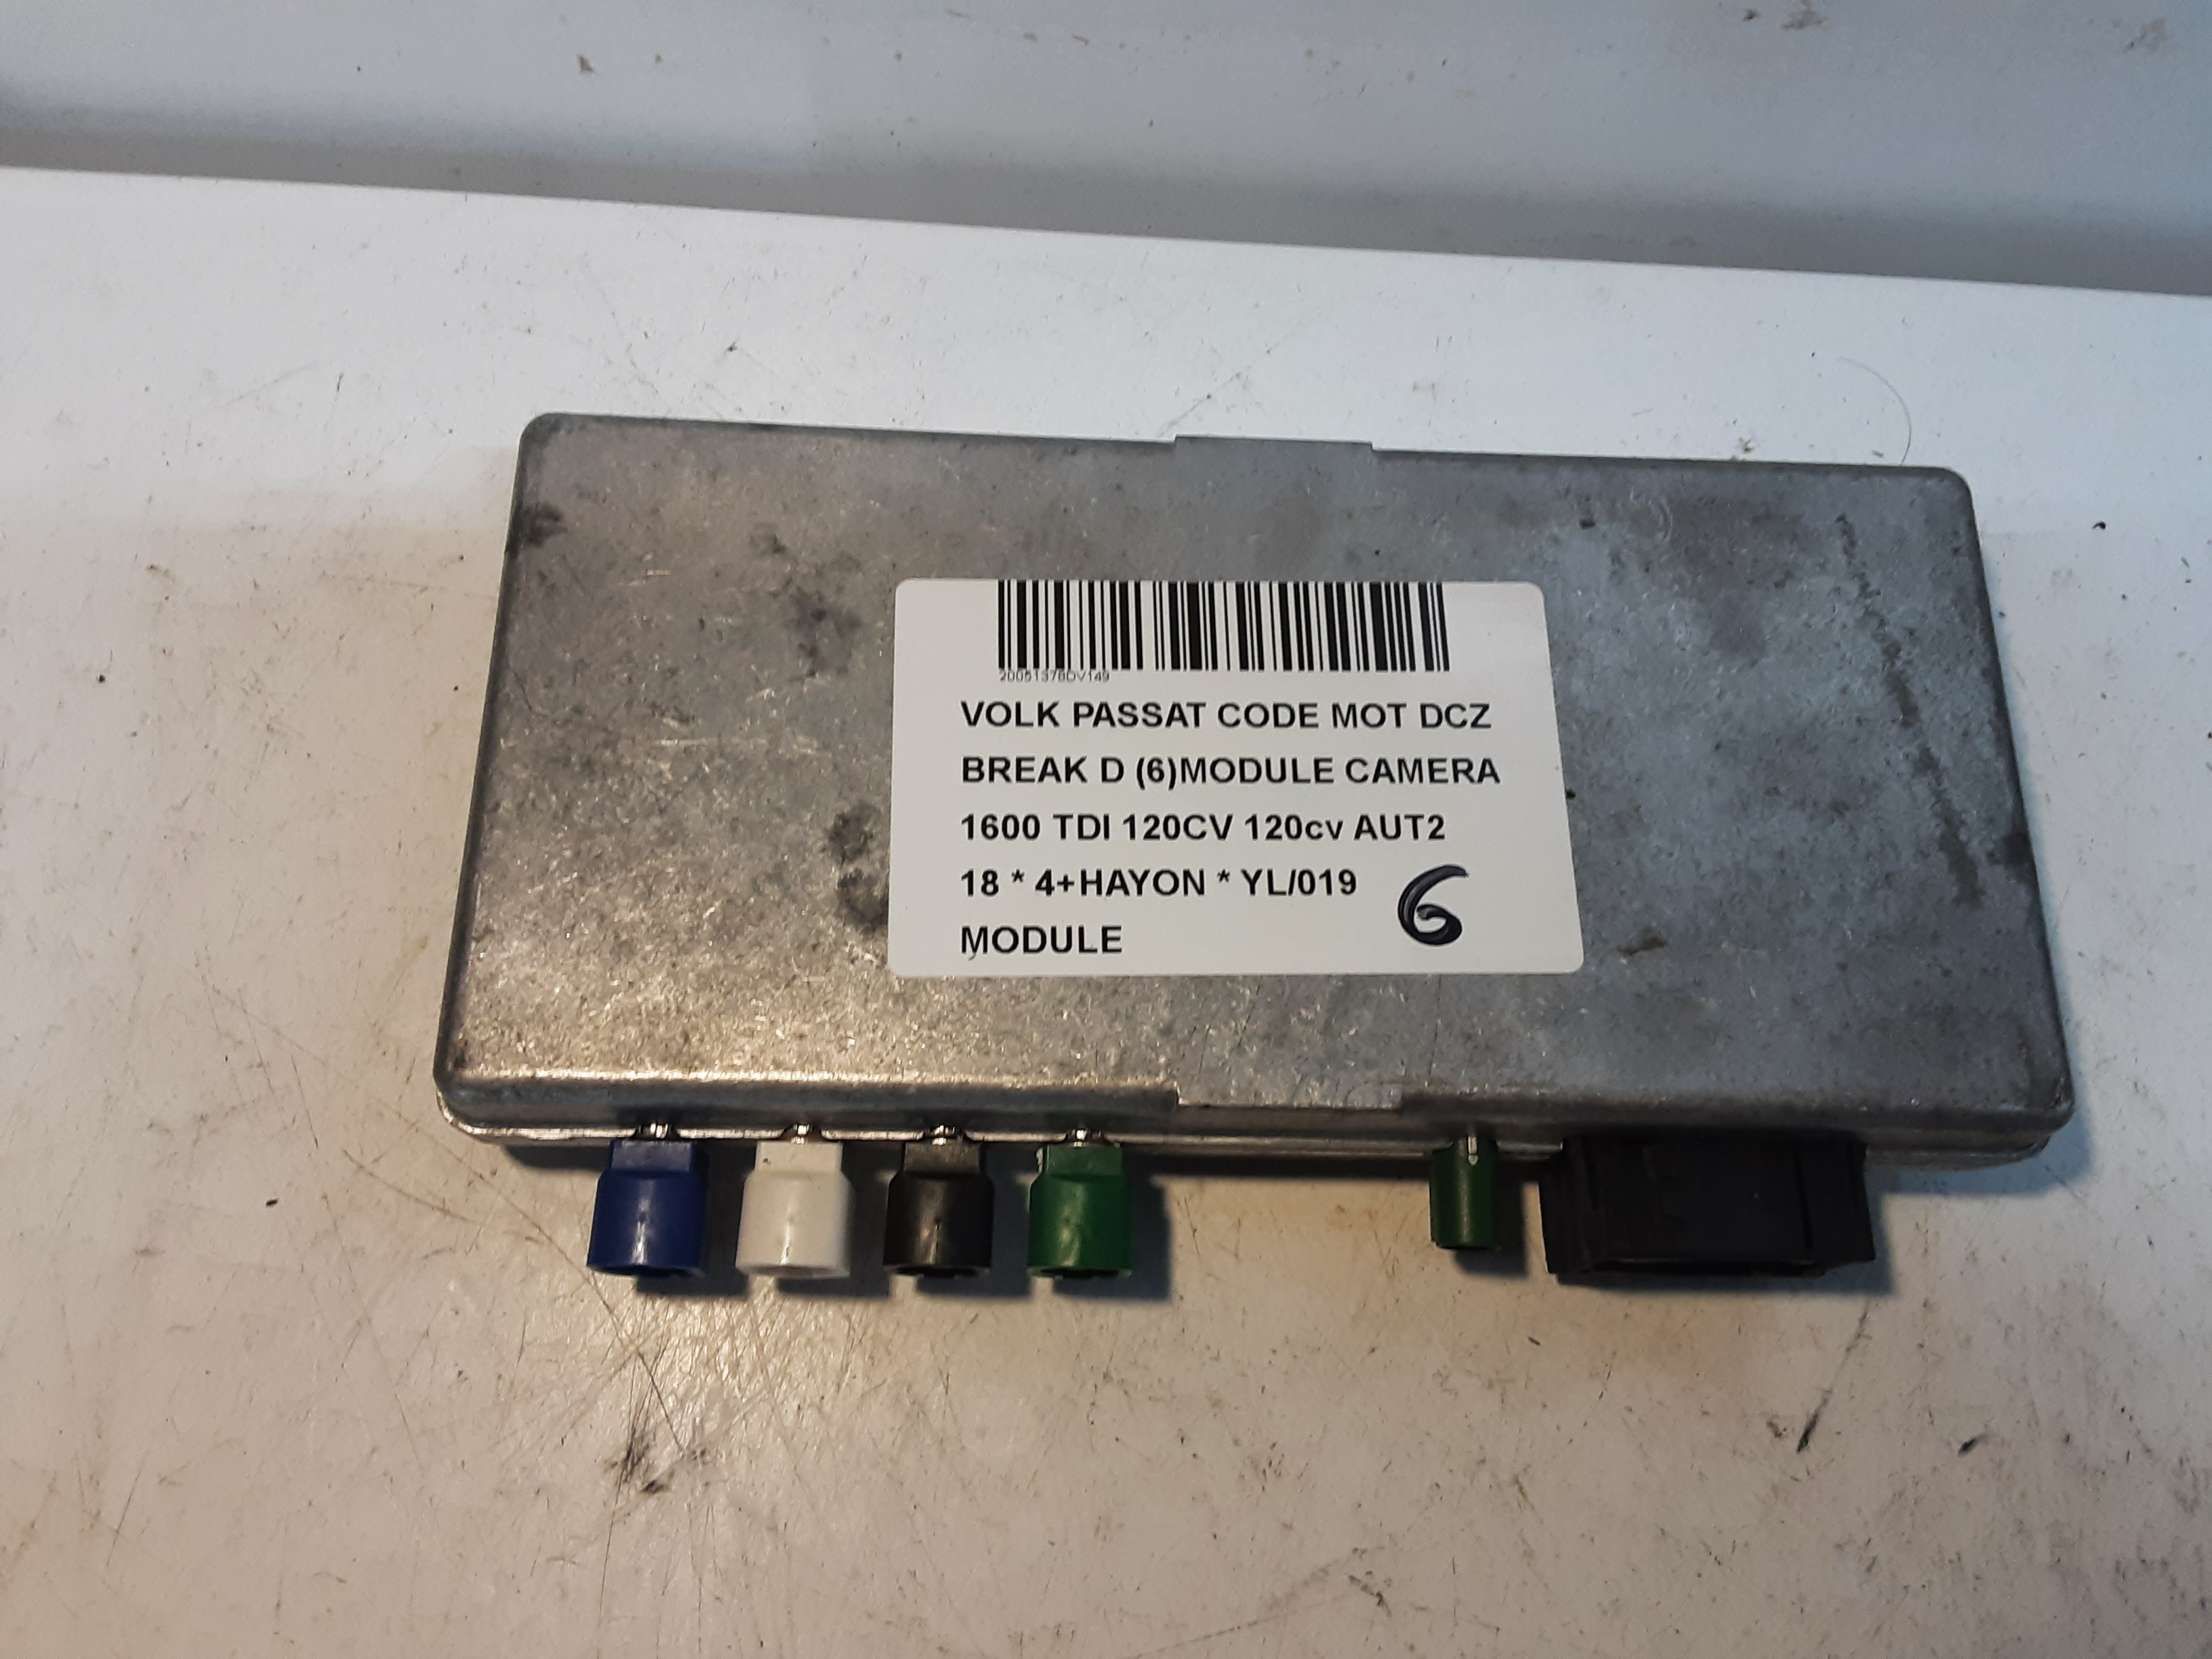 20051376DV149
VOLK PASSAT CODE MOT DCZ
BREAK D (6)MODULE CAMERA
1600 TDI 120CV 120cv AUT2
18 * 4+HAYON * YL/019
6
MODULE